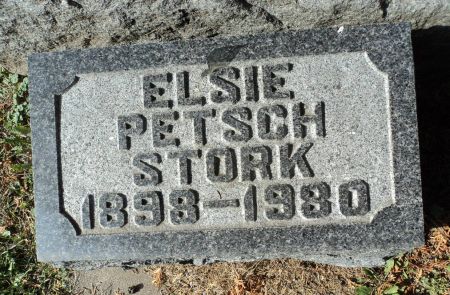 ELSIE
PETSCH
STORK
1898-1980